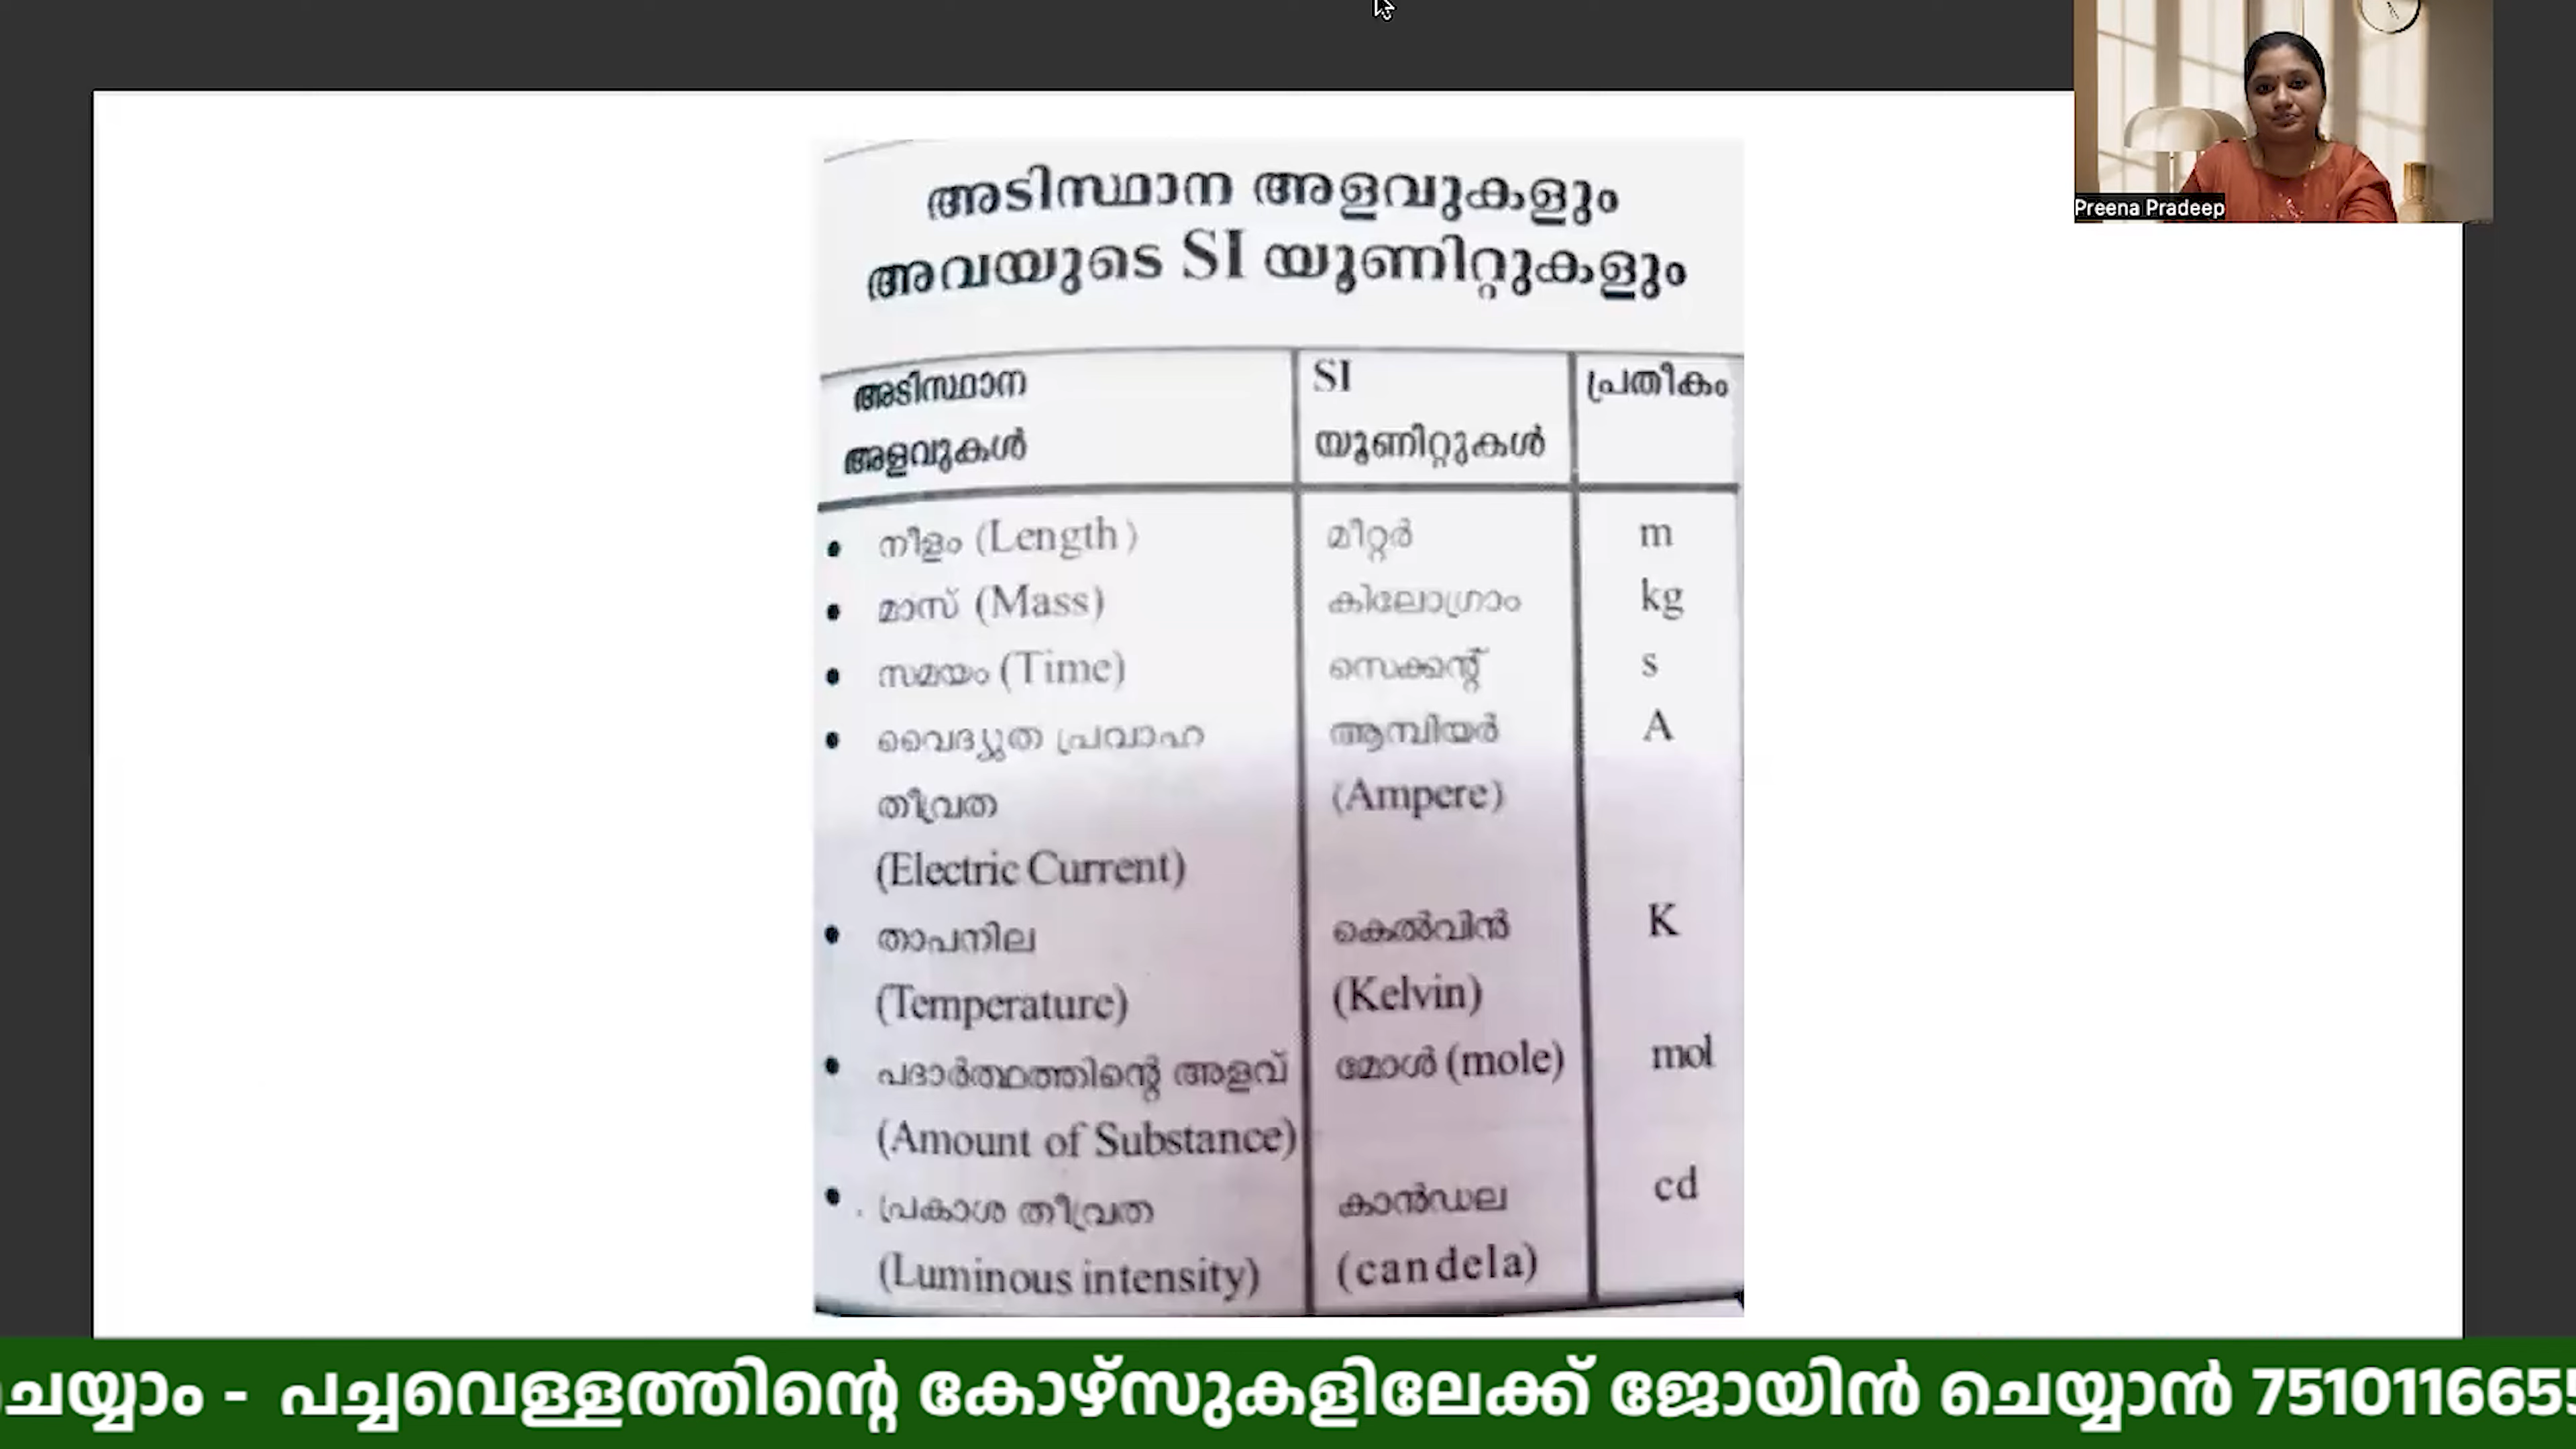 Preena Pradeep
അടിസ്ഥാന അളവുകളും
അവയുടെ SI യൂണിറ്റുകളും
അടിസ്ഥാന അളവുകൾ
SI യൂണിറ്റുകൾ
പ്രതീകം
നീളം (Length) മീറ്റർ m
മാസ് (Mass) കിലോഗ്രാം kg
സമയം (Time) സെക്കന്റ് s
വൈദ്യുത പ്രവാഹ ആമ്പിയർ A
തീവ്രത (Ampere)
(Electric Current)
താപനില കെൽവിൻ K
(Temperature) (Kelvin)
പദാർത്ഥത്തിന്റെ അളവ് മോൾ (mole) mol
(Amount of Substance)
പ്രകാശ തീവ്രത കാൻഡല cd
(Luminous intensity) (candela)
ചെയ്യാം - പച്ചവെള്ളത്തിന്റെ കോഴ്സുകളിലേക്ക് ജോയിൻ ചെയ്യാൻ 7510116655